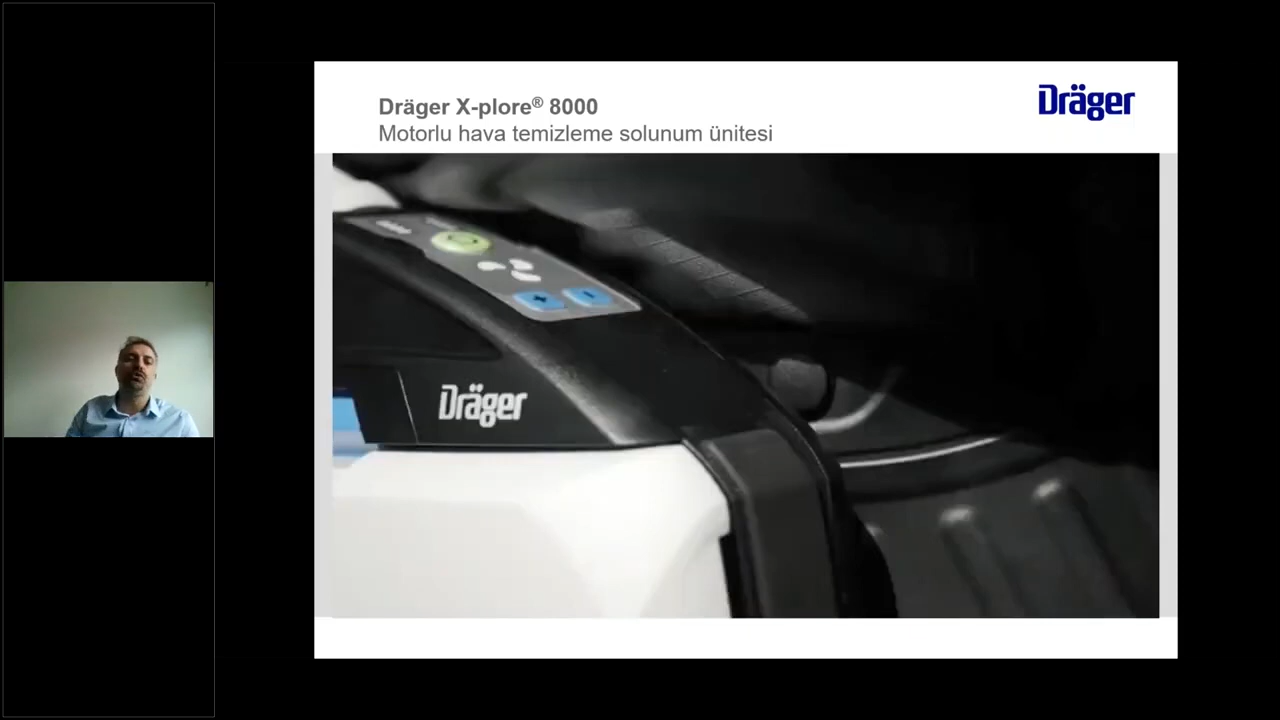 Dräger X-plore® 8000
Motorlu hava temizleme solunum ünitesi
Dräger
+
-
Dräger